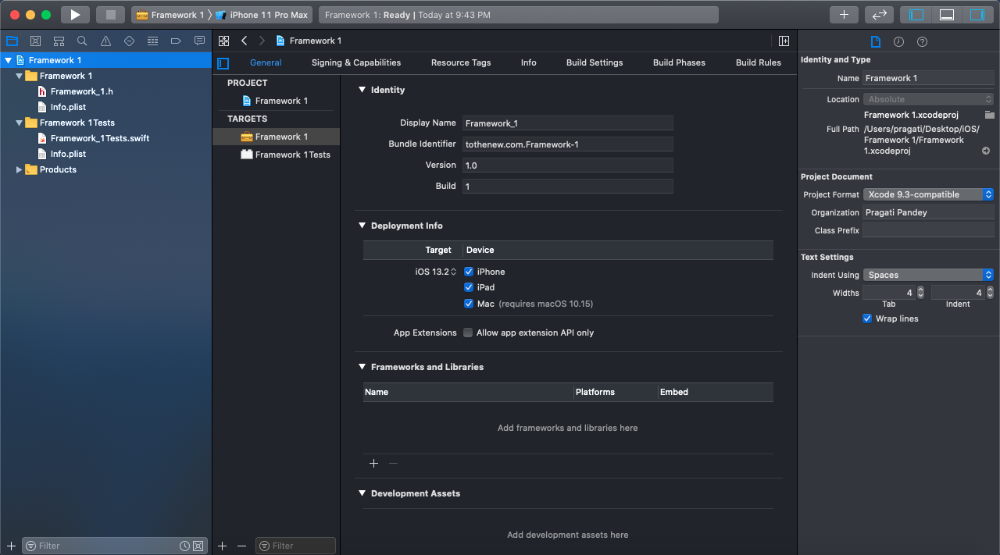 Framework 1 iPhone 11 Pro Max
Framework 1: Ready | Today at 9:43 PM
Framework 1
Framework 1
Framework_1.h
Info.plist
Framework 1Tests
Framework_1Tests.swift
Info.plist
Products
Filter
Framework 1
General Signing & Capabilities Resource Tags Info Build Settings Build Phases Build Rules
PROJECT
Framework 1
TARGETS
Framework 1
Framework 1Tests
Filter
Identity
Display Name Framework_1
Bundle Identifier tothenew.com.Framework-1
Version 1.0
Build 1
Deployment Info
Target Device
iOS 13.2 iPhone
iPad
Mac (requires macOS 10.15)
App Extensions Allow app extension API only
Frameworks and Libraries
Name Platforms Embed
Add frameworks and libraries here
Development Assets
Add development assets here
Identity and Type
Name Framework 1
Location Absolute
Framework 1.xcodeproj
Full Path /Users/pragati/Desktop/iOS/
Framework 1/Framework
1.xcodeproj
Project Document
Project Format Xcode 9.3-compatible
Organization Pragati Pandey
Class Prefix
Text Settings
Indent Using Spaces
Widths 4 4
Tab Indent
Wrap lines